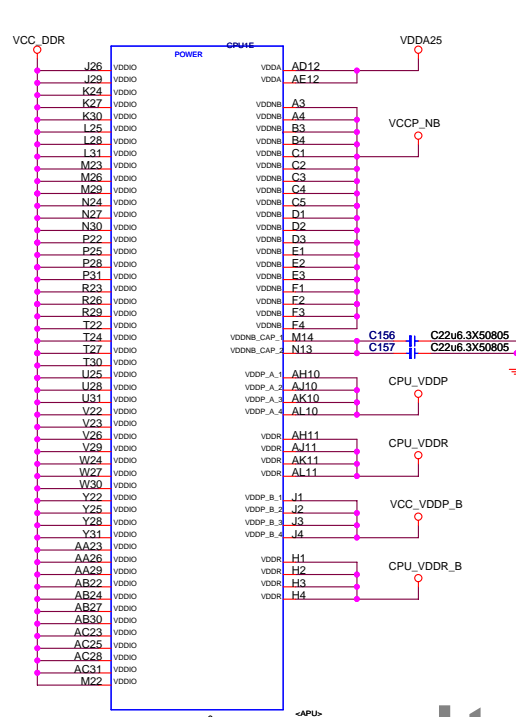 VCC_DDR
CPU1E
VDDA25
POWER
J26 VDDIO VDDA AD12
J29 VDDIO VDDA AE12
K24 VDDIO
K27 VDDIO VDDNB A3
K30 VDDIO VDDNB A4
VCCP_NB
L25 VDDIO VDDNB B3
L28 VDDIO VDDNB B4
L31 VDDIO VDDNB C1
M23 VDDIO VDDNB C2
M26 VDDIO VDDNB C3
M29 VDDIO VDDNB C4
N24 VDDIO VDDNB C5
N27 VDDIO VDDNB D1
N30 VDDIO VDDNB D2
P22 VDDIO VDDNB D3
P25 VDDIO VDDNB E1
P28 VDDIO VDDNB E2
P31 VDDIO VDDNB E3
R23 VDDIO VDDNB F1
R26 VDDIO VDDNB F2
R29 VDDIO VDDNB F3
T22 VDDIO VDDNB F4
T24 VDDIO VDDNB_CAP_1 M14 C156 C22u6.3X50805
T27 VDDIO VDDNB_CAP_2 N13 C157 C22u6.3X50805
T30 VDDIO
U25 VDDIO VDDP_A_1 AH10
CPU_VDDP
U28 VDDIO VDDP_A_2 AJ10
U31 VDDIO VDDP_A_3 AK10
V22 VDDIO VDDP_A_4 AL10
V23 VDDIO
V26 VDDIO VDDR AH11
CPU_VDDR
V29 VDDIO VDDR AJ11
W24 VDDIO VDDR AK11
W27 VDDIO VDDR AL11
W30 VDDIO
Y22 VDDIO VDDP_B_1 J1
VCC_VDDP_B
Y25 VDDIO VDDP_B_2 J2
Y28 VDDIO VDDP_B_3 J3
Y31 VDDIO VDDP_B_4 J4
AA23 VDDIO
AA26 VDDIO VDDR H1
CPU_VDDR_B
AA29 VDDIO VDDR H2
AB22 VDDIO VDDR H3
AB24 VDDIO VDDR H4
AB27 VDDIO
AB30 VDDIO
AC23 VDDIO
AC25 VDDIO
AC28 VDDIO
AC31 VDDIO
M22 VDDIO
<APU>